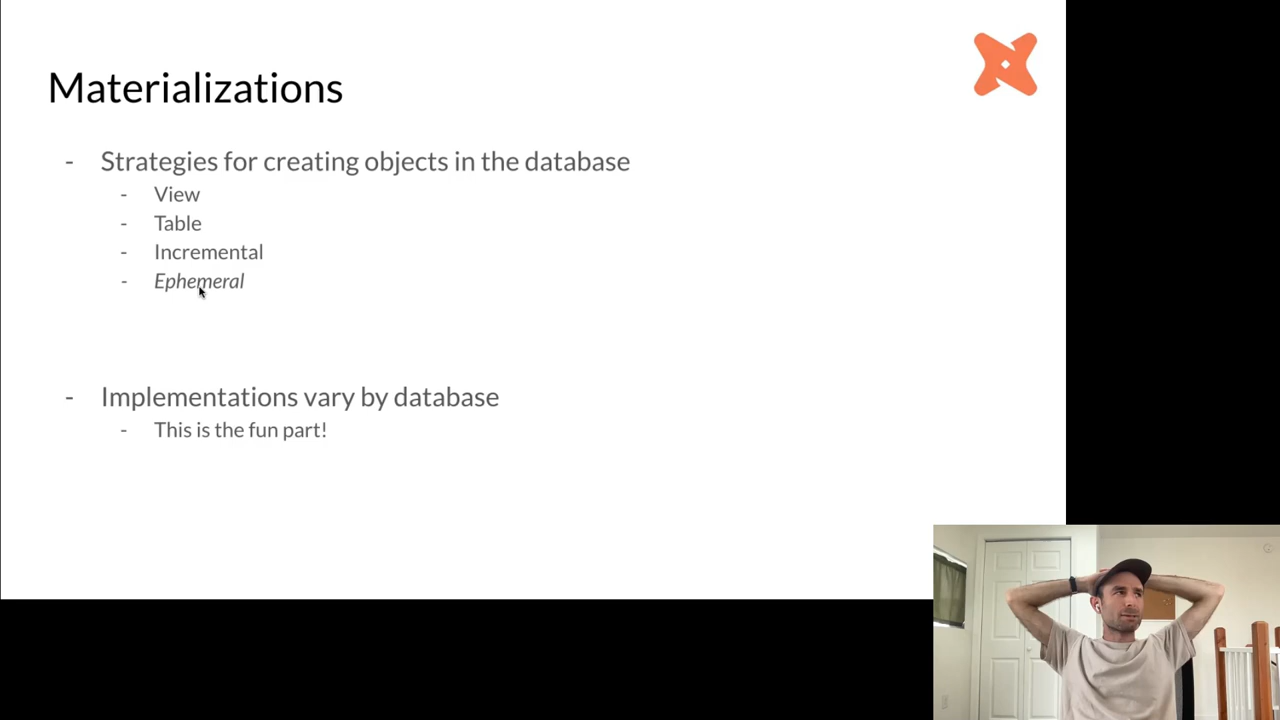 Materializations
- Strategies for creating objects in the database
- View
- Table
- Incremental
- Ephemeral
- Implementations vary by database
- This is the fun part!